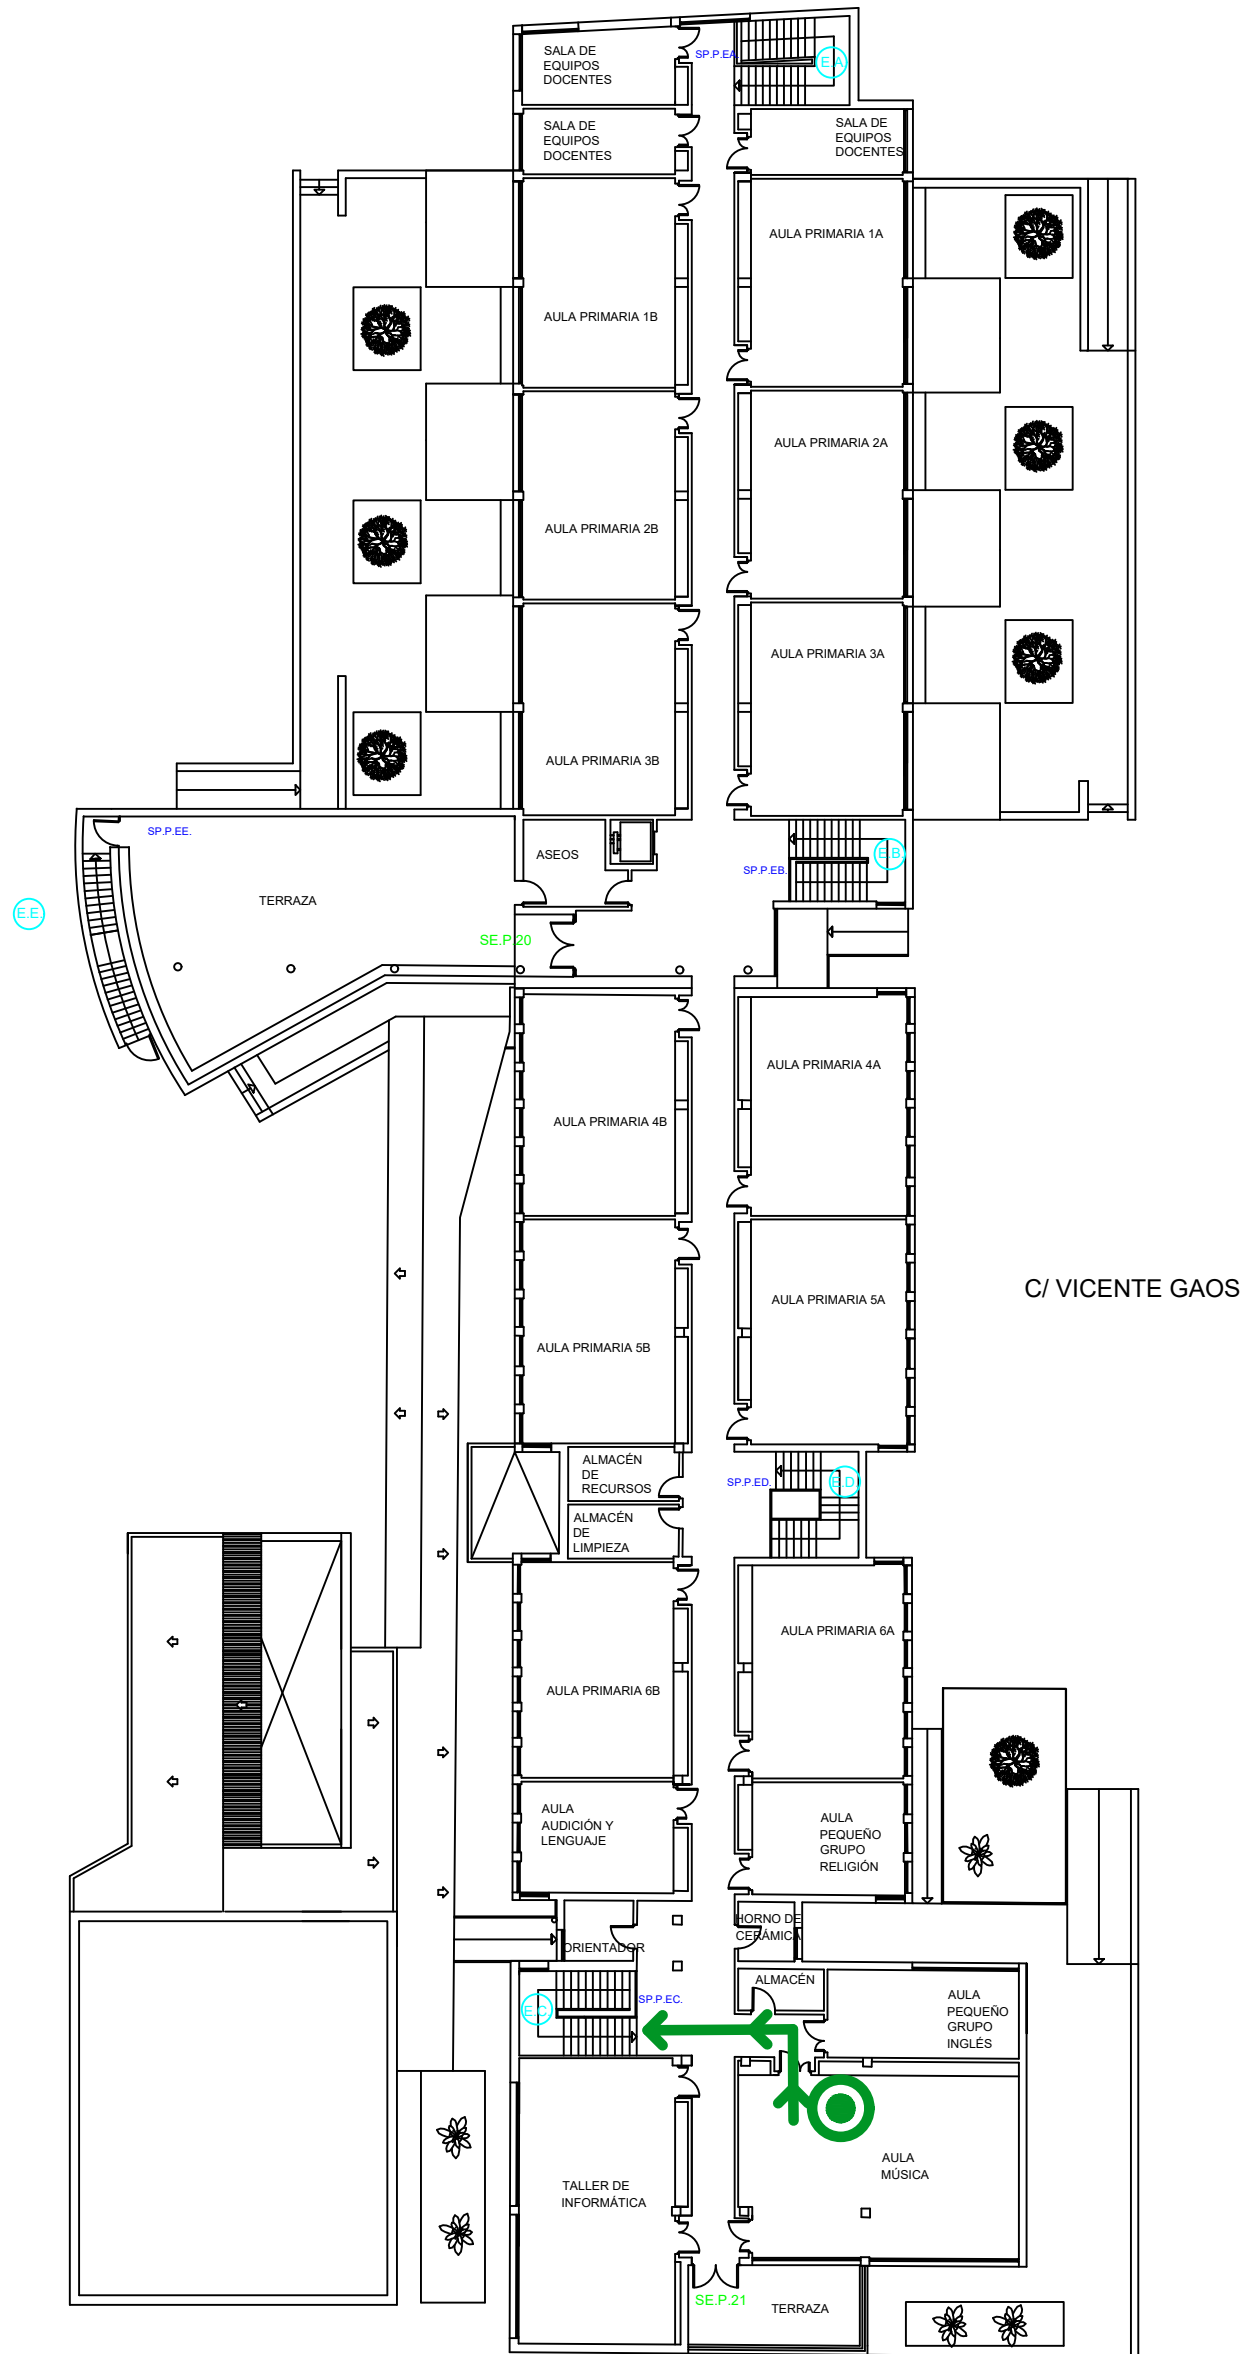 SALA DE
EQUIPOS
DOCENTES
SP.P.EA.
E.A.
SALA DE
EQUIPOS
DOCENTES
SALA DE
EQUIPOS
DOCENTES
AULA PRIMARIA 1A
AULA PRIMARIA 1B
AULA PRIMARIA 2A
AULA PRIMARIA 2B
AULA PRIMARIA 3A
AULA PRIMARIA 3B
SP.P.EE.
ASEOS
E.B.
SP.P.EB.
TERRAZA
E.E.
SE.P.20
AULA PRIMARIA 4A
AULA PRIMARIA 4B
C/ VICENTE GAOS
AULA PRIMARIA 5A
AULA PRIMARIA 5B
ALMACÉN
DE
RECURSOS
SP.P.ED.
E.D.
ALMACÉN
DE
LIMPIEZA
AULA PRIMARIA 6A
AULA PRIMARIA 6B
AULA
AUDICIÓN Y
LENGUAJE
AULA
PEQUEÑO
GRUPO
RELIGIÓN
HORNO DE
CERÁMICA
ORIENTADOR
ALMACÉN
SP.P.EC.
E.C.
AULA
PEQUEÑO
GRUPO
INGLÉS
AULA
MÚSICA
TALLER DE
INFORMÁTICA
SE.P.21
TERRAZA